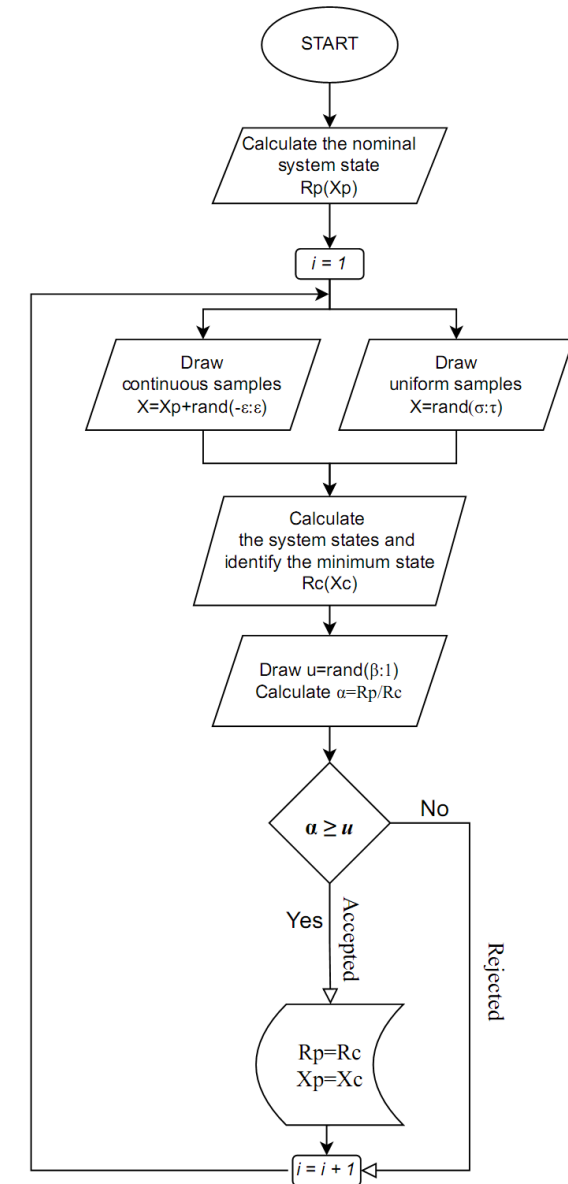 START
Calculate the nominal
system state
Rp(Xp)
i = 1
Draw
continuous samples
X=Xp+rand(-ε:ε)
Draw
uniform samples
X=rand(σ:τ)
Calculate
the system states and
identify the minimum state
Rc(Xc)
Draw u=rand(β:1)
Calculate α=Rp/Rc
α ≥ u
No
Yes
Accepted
Rejected
Rp=Rc
Xp=Xc
i = i + 1